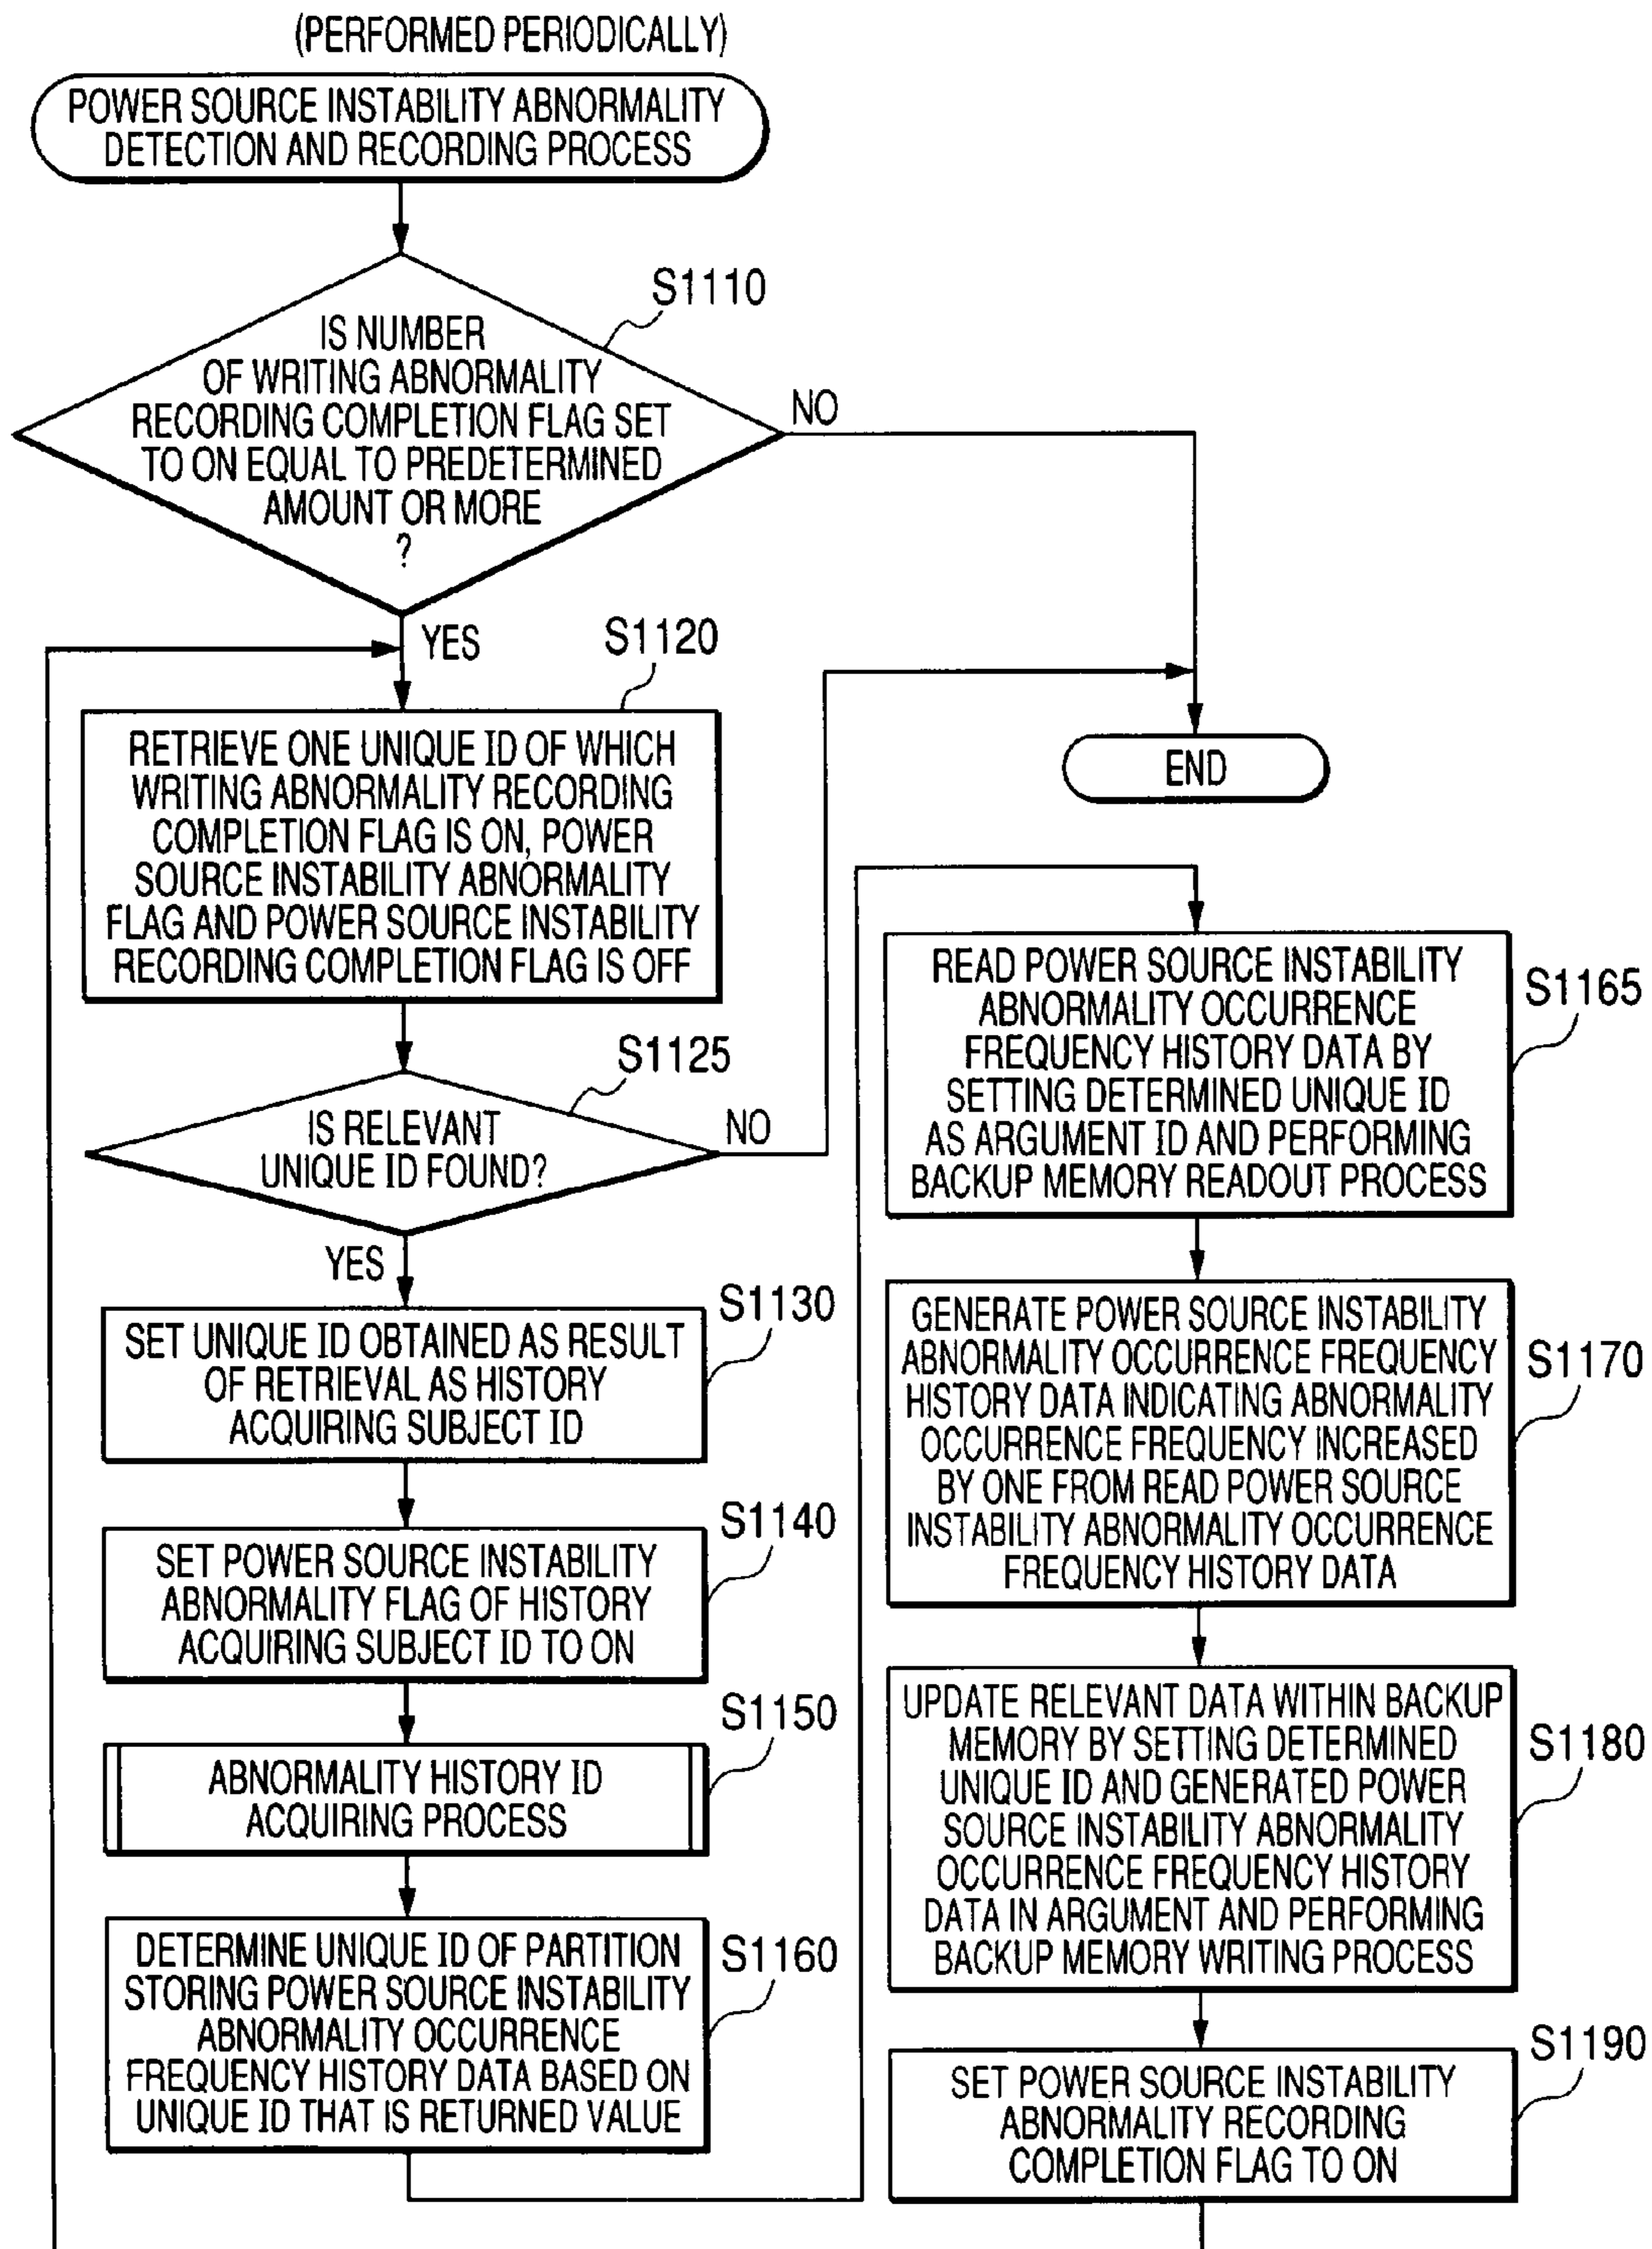 (PERFORMED PERIODICALLY)
POWER SOURCE INSTABILITY ABNORMALITY
DETECTION AND RECORDING PROCESS
S1110
IS NUMBER
OF WRITING ABNORMALITY
RECORDING COMPLETION FLAG SET
TO ON EQUAL TO PREDETERMINED
AMOUNT OR MORE
?
NO
YES
S1120
RETRIEVE ONE UNIQUE ID OF WHICH
WRITING ABNORMALITY RECORDING
COMPLETION FLAG IS ON, POWER
SOURCE INSTABILITY ABNORMALITY
FLAG AND POWER SOURCE INSTABILITY
RECORDING COMPLETION FLAG IS OFF
END
S1125
IS RELEVANT
UNIQUE ID FOUND?
NO
YES
S1130
SET UNIQUE ID OBTAINED AS RESULT
OF RETRIEVAL AS HISTORY
ACQUIRING SUBJECT ID
S1140
SET POWER SOURCE INSTABILITY
ABNORMALITY FLAG OF HISTORY
ACQUIRING SUBJECT ID TO ON
S1150
ABNORMALITY HISTORY ID
ACQUIRING PROCESS
S1160
DETERMINE UNIQUE ID OF PARTITION
STORING POWER SOURCE INSTABILITY
ABNORMALITY OCCURRENCE
FREQUENCY HISTORY DATA BASED ON
UNIQUE ID THAT IS RETURNED VALUE
S1165
READ POWER SOURCE INSTABILITY
ABNORMALITY OCCURRENCE
FREQUENCY HISTORY DATA BY
SETTING DETERMINED UNIQUE ID
AS ARGUMENT ID AND PERFORMING
BACKUP MEMORY READOUT PROCESS
S1170
GENERATE POWER SOURCE INSTABILITY
ABNORMALITY OCCURRENCE FREQUENCY
HISTORY DATA INDICATING ABNORMALITY
OCCURRENCE FREQUENCY INCREASED
BY ONE FROM READ POWER SOURCE
INSTABILITY ABNORMALITY OCCURRENCE
FREQUENCY HISTORY DATA
S1180
UPDATE RELEVANT DATA WITHIN BACKUP
MEMORY BY SETTING DETERMINED
UNIQUE ID AND GENERATED POWER
SOURCE INSTABILITY ABNORMALITY
OCCURRENCE FREQUENCY HISTORY
DATA IN ARGUMENT AND PERFORMING
BACKUP MEMORY WRITING PROCESS
S1190
SET POWER SOURCE INSTABILITY
ABNORMALITY RECORDING
COMPLETION FLAG TO ON